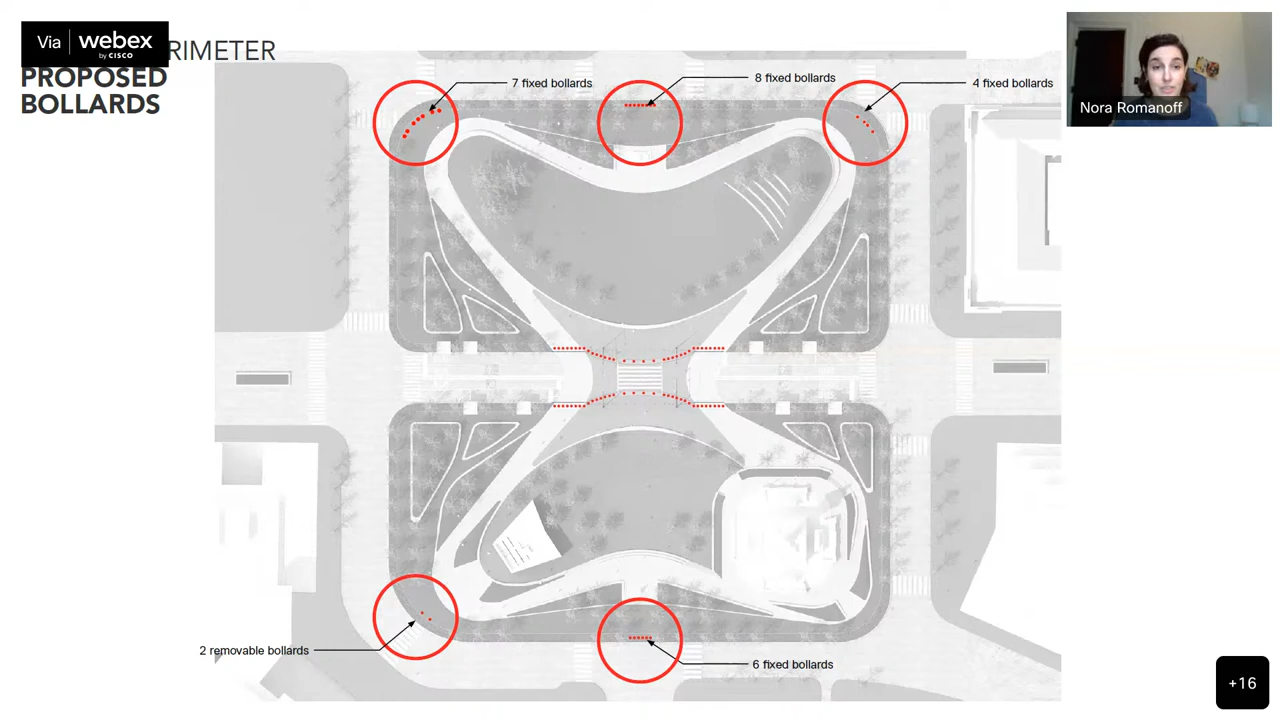 Via webex
by CISCO
RIMETER
PROPOSED
BOLLARDS
7 fixed bollards
8 fixed bollards
4 fixed bollards
Nora Romanoff
2 removable bollards
6 fixed bollards
+16